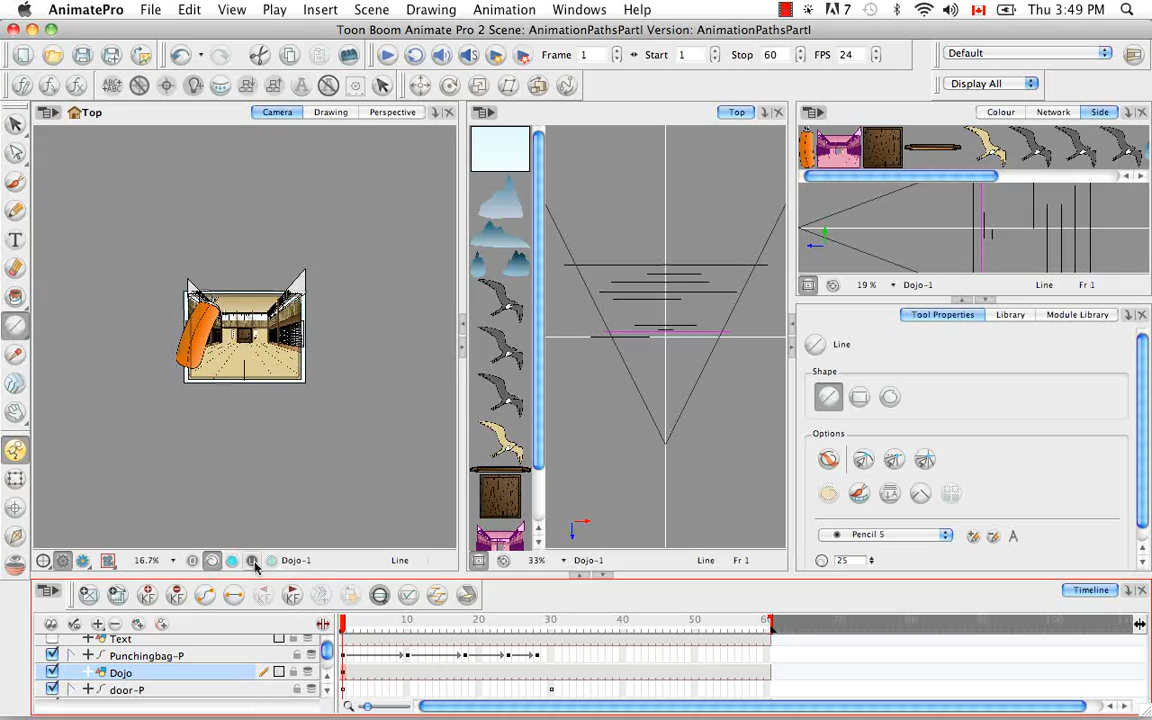 AnimatePro File Edit View Play Insert Scene Drawing Animation Windows Help 7 Thu 3:49 PM
Toon Boom Animate Pro 2 Scene: AnimationPathsPartI Version: AnimationPathsPartI
Frame 1 Start 1 Stop 60 FPS 24 Default
Display All
Top Camera Drawing Perspective Top Colour Network Side
19 % Dojo-1 Line Fr 1
Tool Properties Library Module Library
Line
Shape
Options
Pencil 5
25
16.7% Dojo-1 Line 33% Dojo-1 Line Fr 1
Timeline
10 20 30 40 50
Text
Punchingbag-P
Dojo
door-P